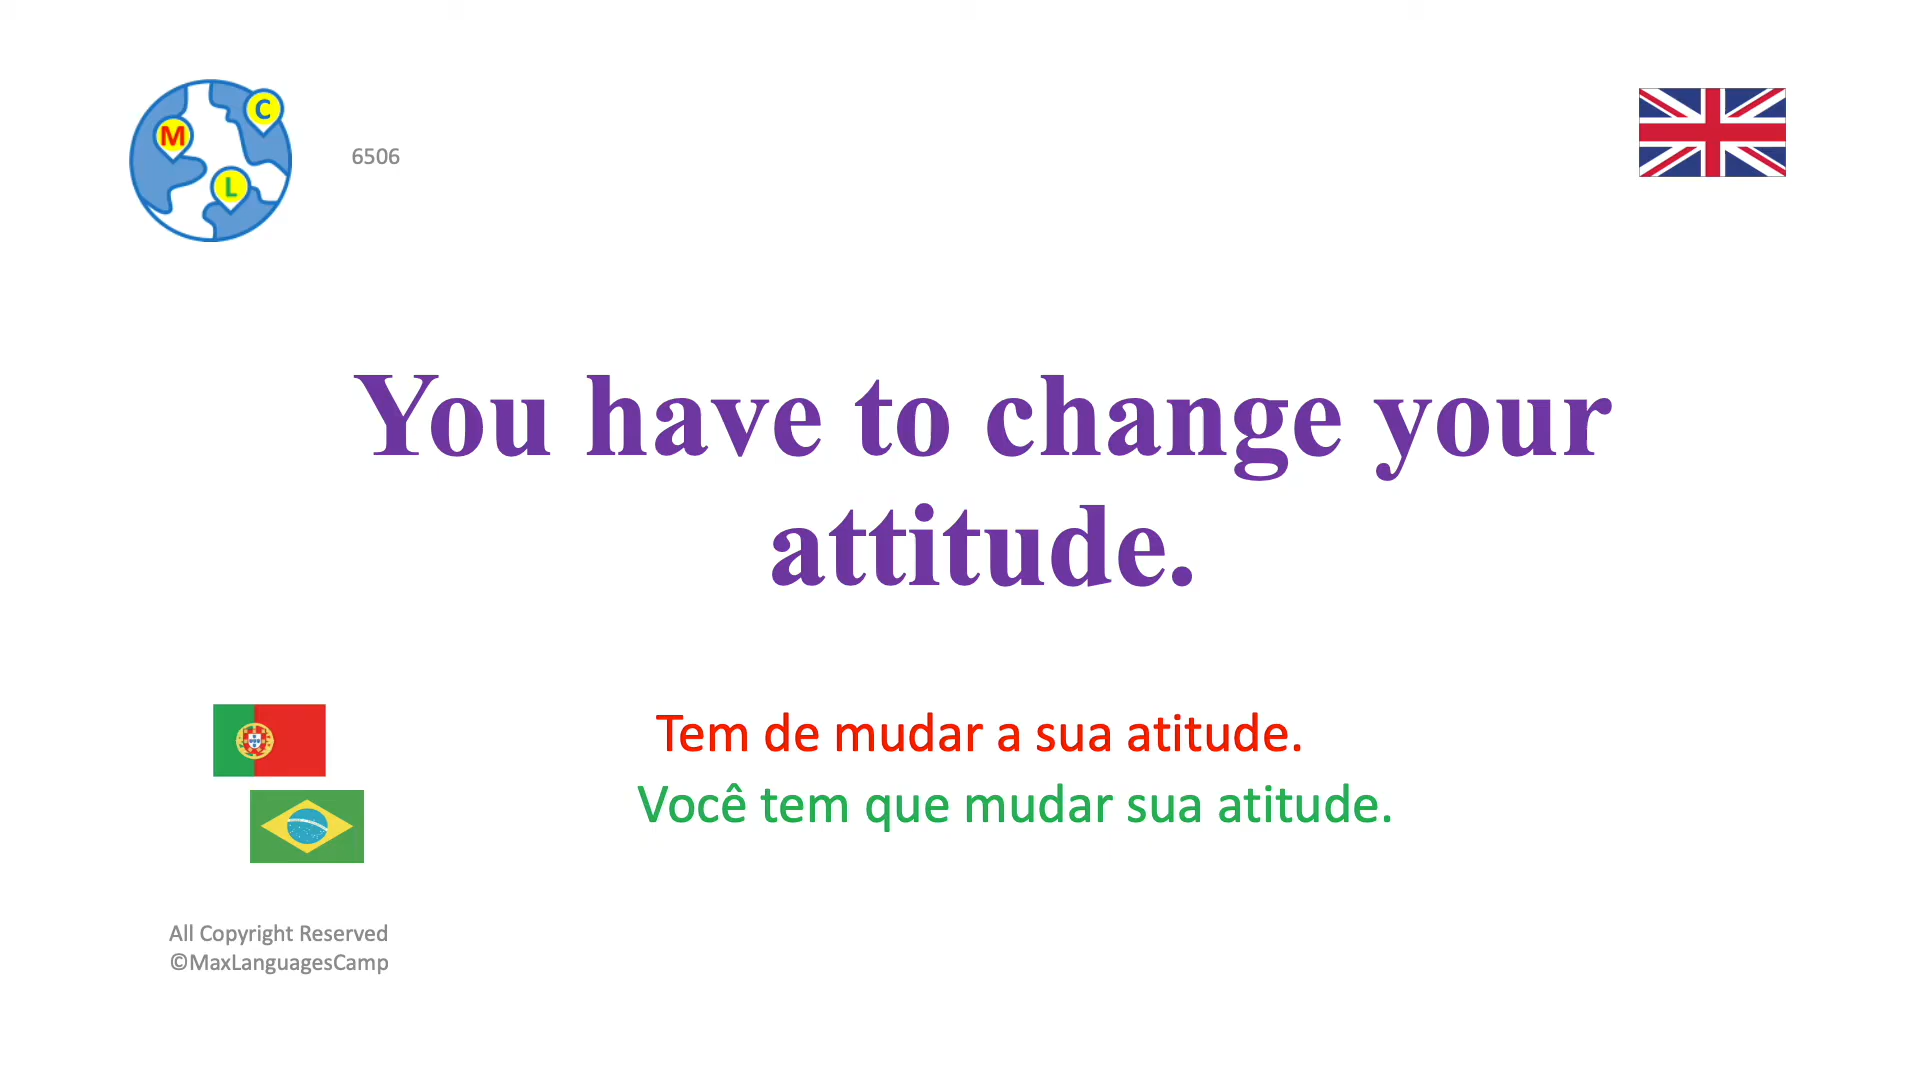 M
C
L
6506
You have to change your
attitude.
Tem de mudar a sua atitude.
Você tem que mudar sua atitude.
All Copyright Reserved
©MaxLanguagesCamp